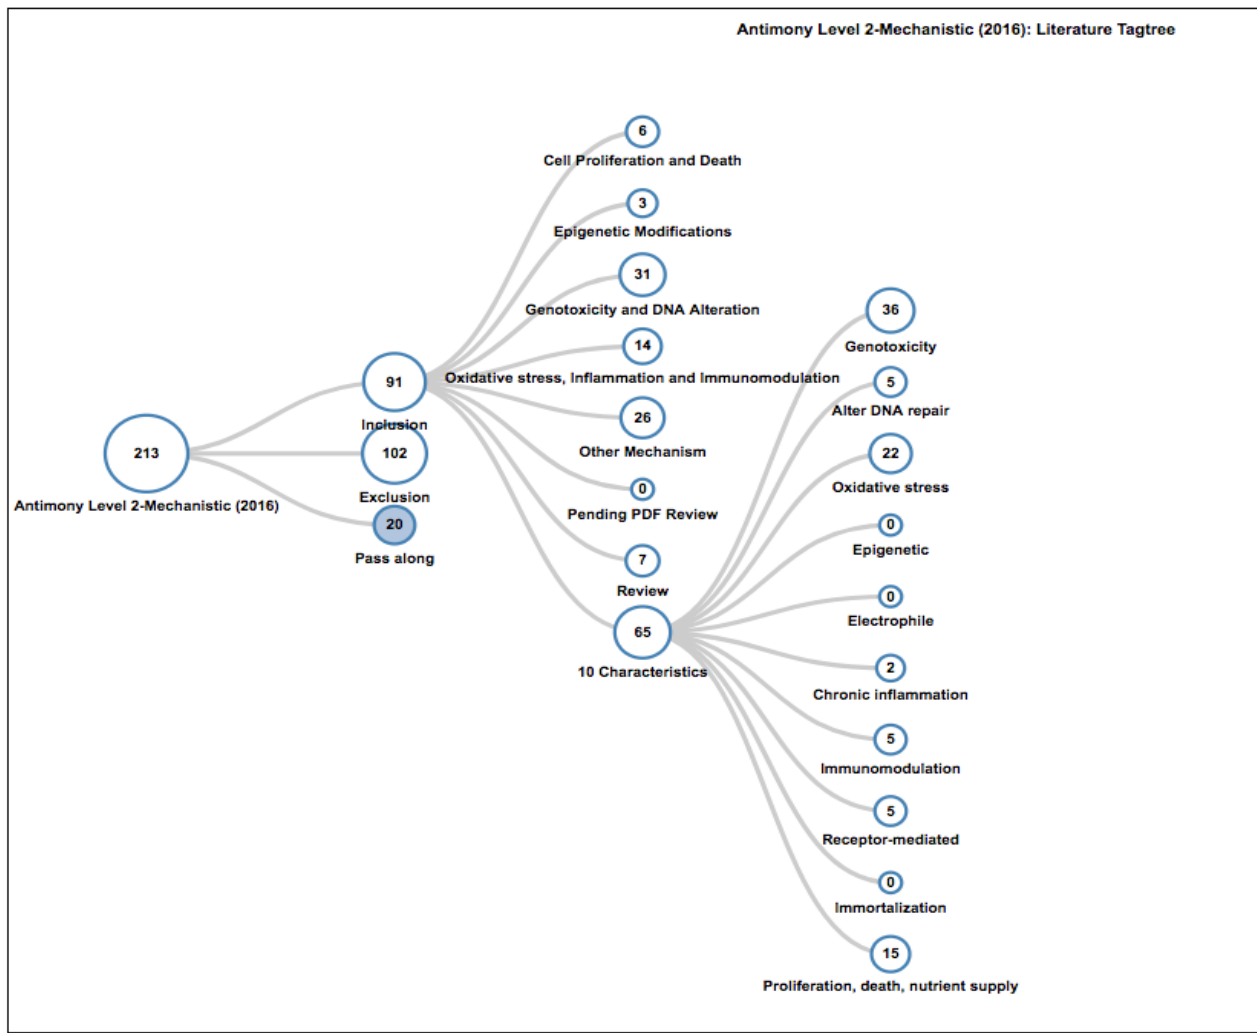 Antimony Level 2-Mechanistic (2016): Literature Tagtree
213
Antimony Level 2-Mechanistic (2016)
91
Inclusion
102
Exclusion
20
Pass along
6
Cell Proliferation and Death
3
Epigenetic Modifications
31
Genotoxicity and DNA Alteration
14
Oxidative stress, Inflammation and Immunomodulation
26
Other Mechanism
0
Pending PDF Review
7
Review
65
10 Characteristics
36
Genotoxicity
5
Alter DNA repair
22
Oxidative stress
0
Epigenetic
0
Electrophile
2
Chronic inflammation
5
Immunomodulation
5
Receptor-mediated
0
Immortalization
15
Proliferation, death, nutrient supply